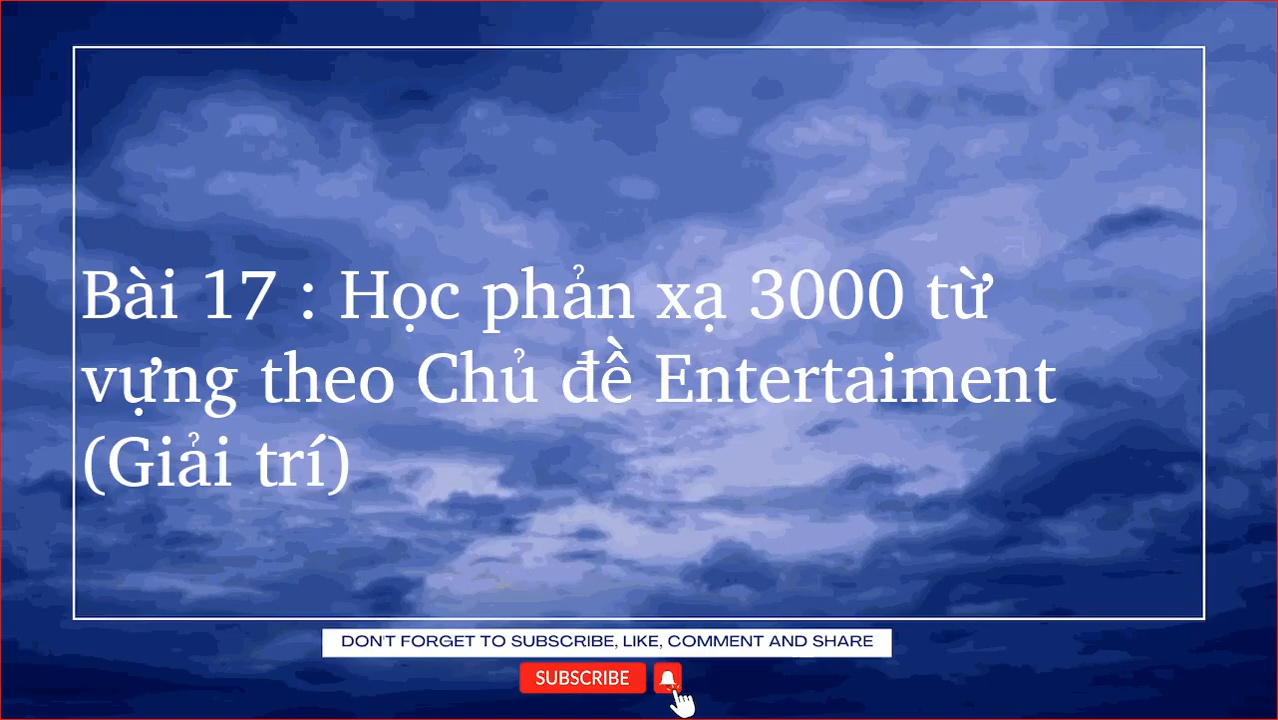 Bài 17 : Học phản xạ 3000 từ
vựng theo Chủ đề Entertaiment
(Giải trí)
DON'T FORGET TO SUBSCRIBE, LIKE, COMMENT AND SHARE
SUBSCRIBE